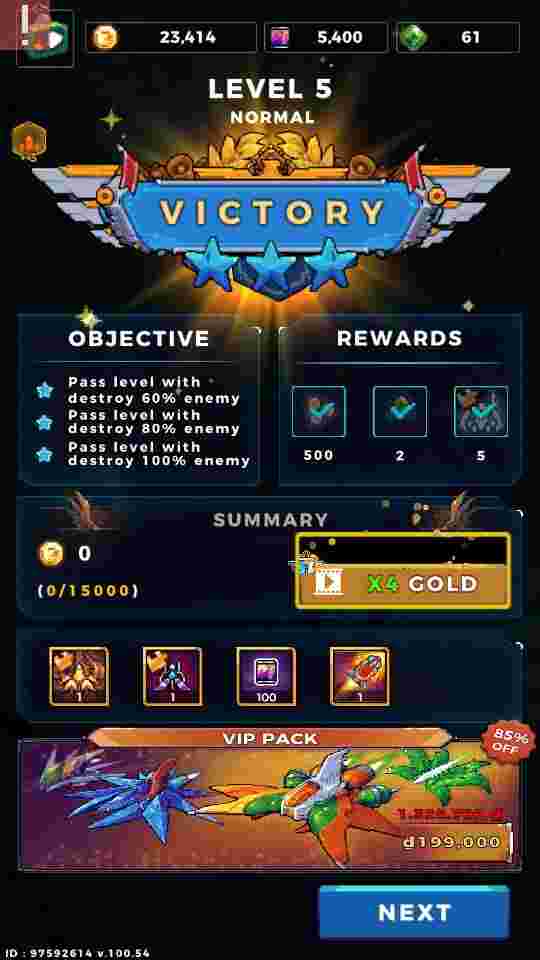 23,414
5,400
61
LEVEL 5
NORMAL
VICTORY
OBJECTIVE
Pass level with
destroy 60% enemy
Pass level with
destroy 80% enemy
Pass level with
destroy 100% enemy
REWARDS
500
2
5
SUMMARY
0
(0/15000)
X4 GOLD
1
1
100
1
VIP PACK
85%
OFF
đ199,000
NEXT
ID : 97592614 v.100.54